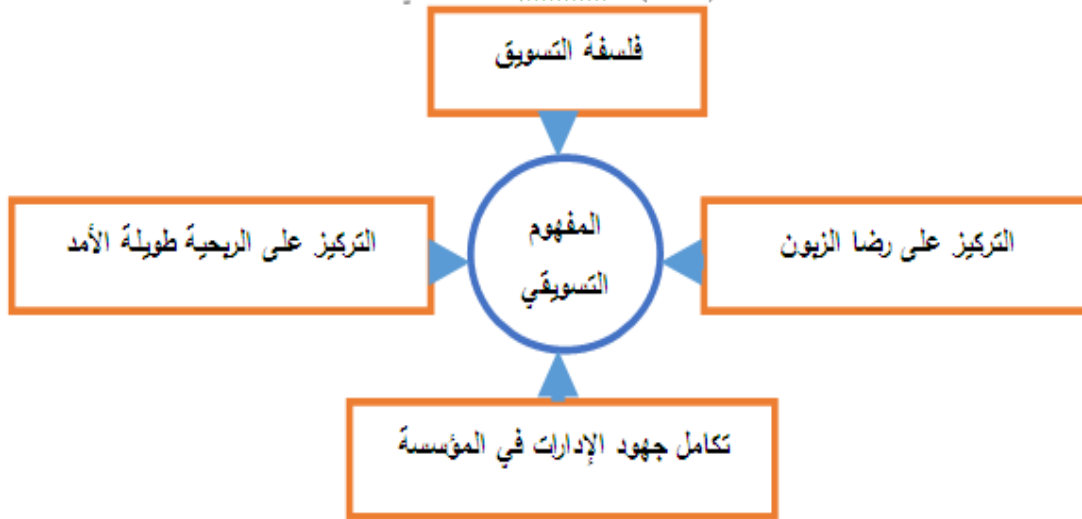 فلسفة التسويق
التركيز على رضا الزبون
المفهوم
التسويقي
التركيز على الربحية طويلة الأمد
تكامل جهود الإدارات في المؤسسة